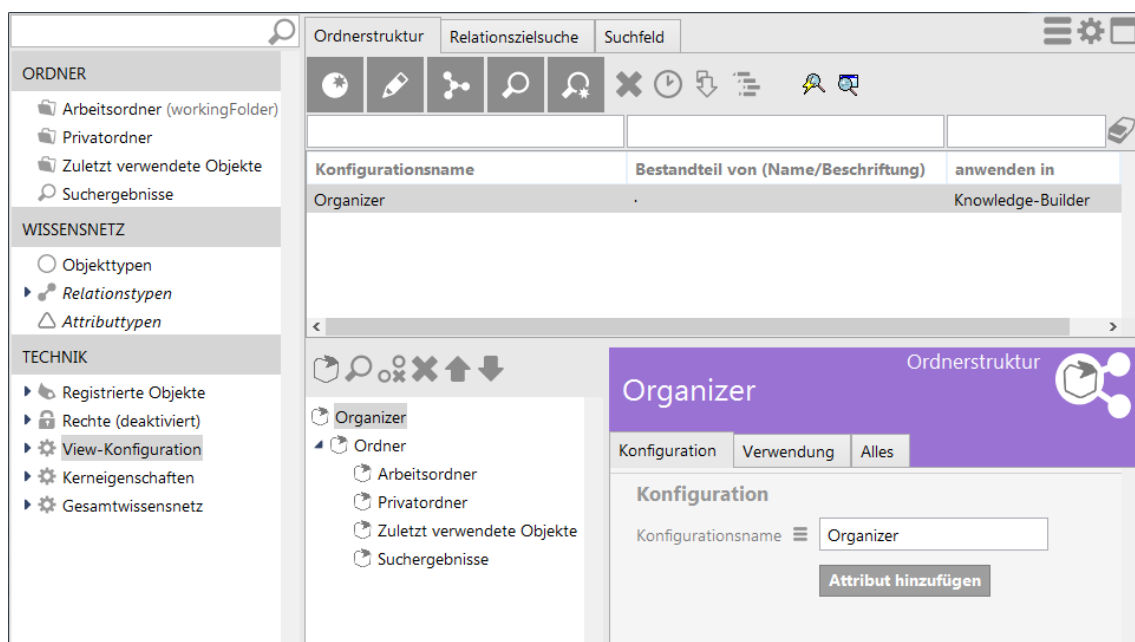 ORDNER
Arbeitsordner (workingFolder)
Privatordner
Zuletzt verwendete Objekte
Suchergebnisse
WISSENSNETZ
Objekttypen
Relationstypen
Attributtypen
TECHNIK
Registrierte Objekte
Rechte (deaktiviert)
View-Konfiguration
Kerneigenschaften
Gesamtwissensnetz
Ordnerstruktur Relationszielsuche Suchfeld
Konfigurationsname Bestandteil von (Name/Beschriftung) anwenden in
Organizer . Knowledge-Builder
Organizer
Ordner
Arbeitsordner
Privatordner
Zuletzt verwendete Objekte
Suchergebnisse
Ordnerstruktur
Organizer
Konfiguration Verwendung Alles
Konfiguration
Konfigurationsname Organizer
Attribut hinzufügen